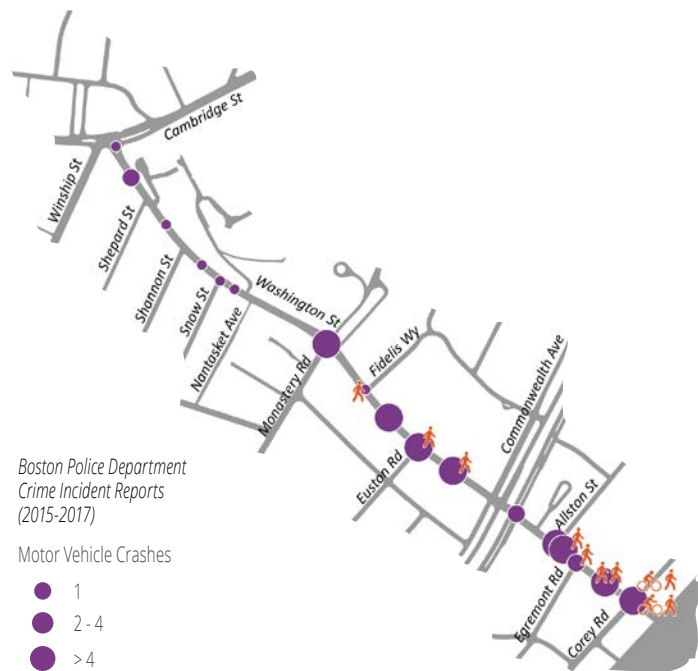 Cambridge St
Winship St
Shepard St
Shannon St
Snow St
Nantasket Ave
Washington St
Monastery Rd
Fidelis Wy
Commonwealth Ave
Euston Rd
Allston St
Egremont Rd
Corey Rd
Boston Police Department
Crime Incident Reports
(2015-2017)
Motor Vehicle Crashes
1
2 - 4
> 4